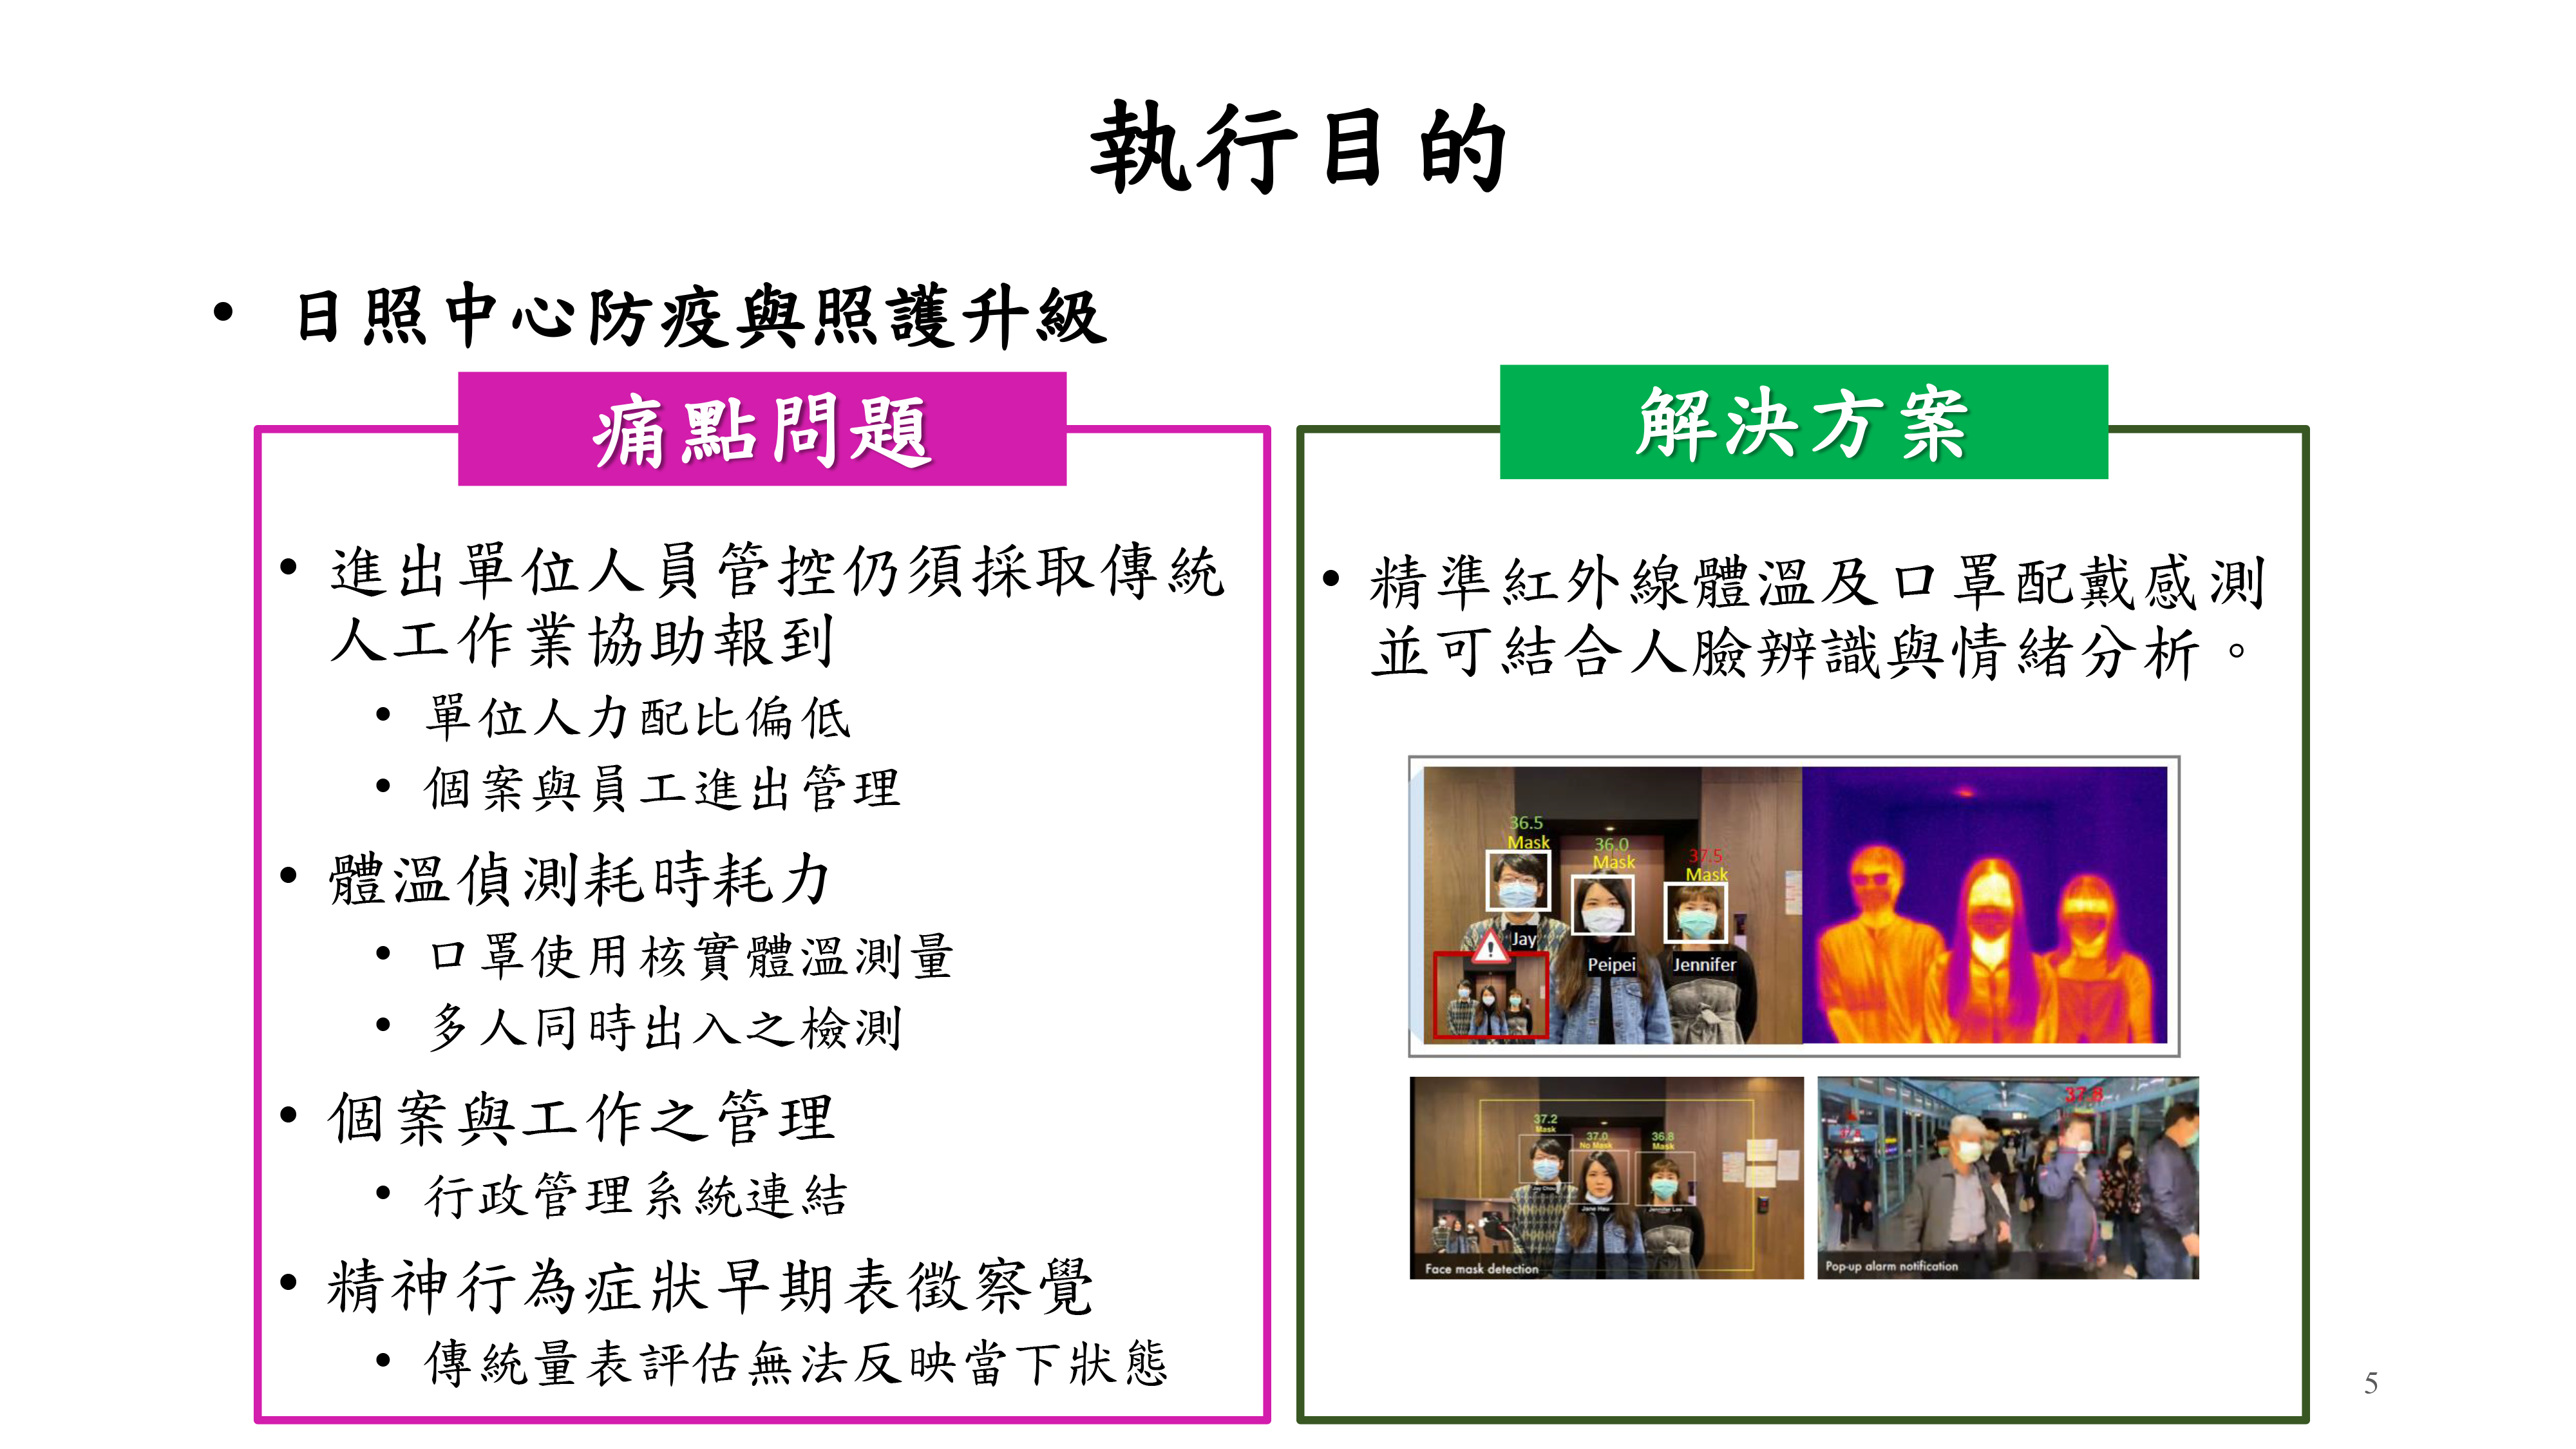 執行目的
• 日照中心防疫與照護升級
痛點問題
• 進出單位人員管控仍須採取傳統
人工作業協助報到
• 單位人力配比偏低
• 個案與員工進出管理
• 體溫偵測耗時耗力
• 口罩使用核實體溫測量
• 多人同時出入之檢測
• 個案與工作之管理
• 行政管理系統連結
• 精神行為症狀早期表徵察覺
• 傳統量表評估無法反映當下狀態
解決方案
• 精準紅外線體溫及口罩配戴感測
並可結合人臉辨識與情緒分析。
36.5
Mask
36.0
Mask
37.5
Mask
Jay
Peipei
Jennifer
37.2
Mask
37.0
No Mask
36.8
Mask
Jane Hsu
Jennifer Lee
Face mask detection
37.8
Pop-up alarm notification
5